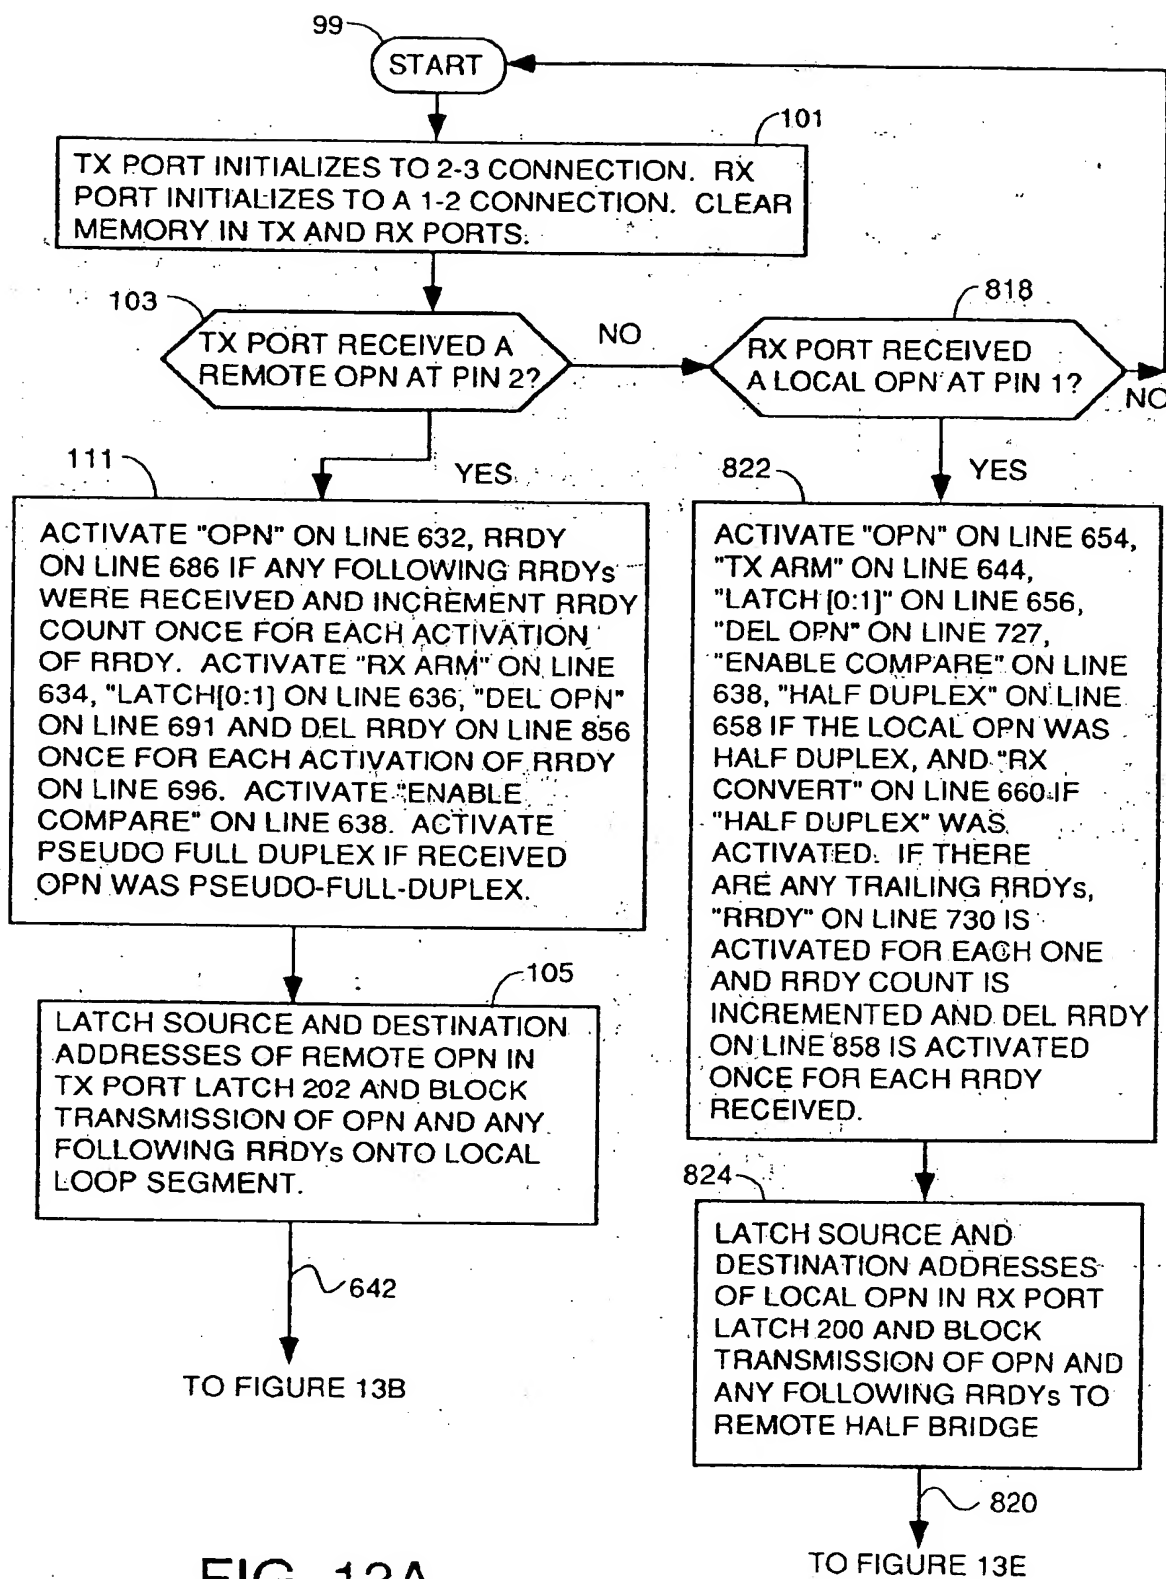 99
START
101
TX PORT INITIALIZES TO 2-3 CONNECTION. RX
PORT INITIALIZES TO A 1-2 CONNECTION. CLEAR
MEMORY IN TX AND RX PORTS.
103
TX PORT RECEIVED A
REMOTE OPN AT PIN 2?
NO
818
RX PORT RECEIVED
A LOCAL OPN AT PIN 1?
NO
111
YES
ACTIVATE "OPN" ON LINE 632, RRDY
ON LINE 686 IF ANY FOLLOWING RRDYs
WERE RECEIVED AND INCREMENT RRDY
COUNT ONCE FOR EACH ACTIVATION
OF RRDY. ACTIVATE "RX ARM" ON LINE
634, "LATCH[0:1] ON LINE 636, "DEL OPN"
ON LINE 691 AND DEL RRDY ON LINE 856
ONCE FOR EACH ACTIVATION OF RRDY
ON LINE 696. ACTIVATE "ENABLE
COMPARE" ON LINE 638. ACTIVATE
PSEUDO FULL DUPLEX IF RECEIVED
OPN WAS PSEUDO-FULL-DUPLEX.
105
LATCH SOURCE AND DESTINATION
ADDRESSES OF REMOTE OPN IN
TX PORT LATCH 202 AND BLOCK
TRANSMISSION OF OPN AND ANY
FOLLOWING RRDYs ONTO LOCAL
LOOP SEGMENT.
642
TO FIGURE 13B
822
YES
ACTIVATE "OPN" ON LINE 654,
"TX ARM" ON LINE 644,
"LATCH [0:1]" ON LINE 656,
"DEL OPN" ON LINE 727,
"ENABLE COMPARE" ON LINE
638, "HALF DUPLEX" ON LINE
658 IF THE LOCAL OPN WAS
HALF DUPLEX, AND "RX
CONVERT" ON LINE 660 IF
"HALF DUPLEX" WAS
ACTIVATED. IF THERE
ARE ANY TRAILING RRDYs,
"RRDY" ON LINE 730 IS
ACTIVATED FOR EACH ONE
AND RRDY COUNT IS
INCREMENTED AND DEL RRDY
ON LINE 858 IS ACTIVATED
ONCE FOR EACH RRDY
RECEIVED.
824
LATCH SOURCE AND
DESTINATION ADDRESSES
OF LOCAL OPN IN RX PORT
LATCH 200 AND BLOCK
TRANSMISSION OF OPN AND
ANY FOLLOWING RRDYs TO
REMOTE HALF BRIDGE
820
TO FIGURE 13E
FIG. 13A